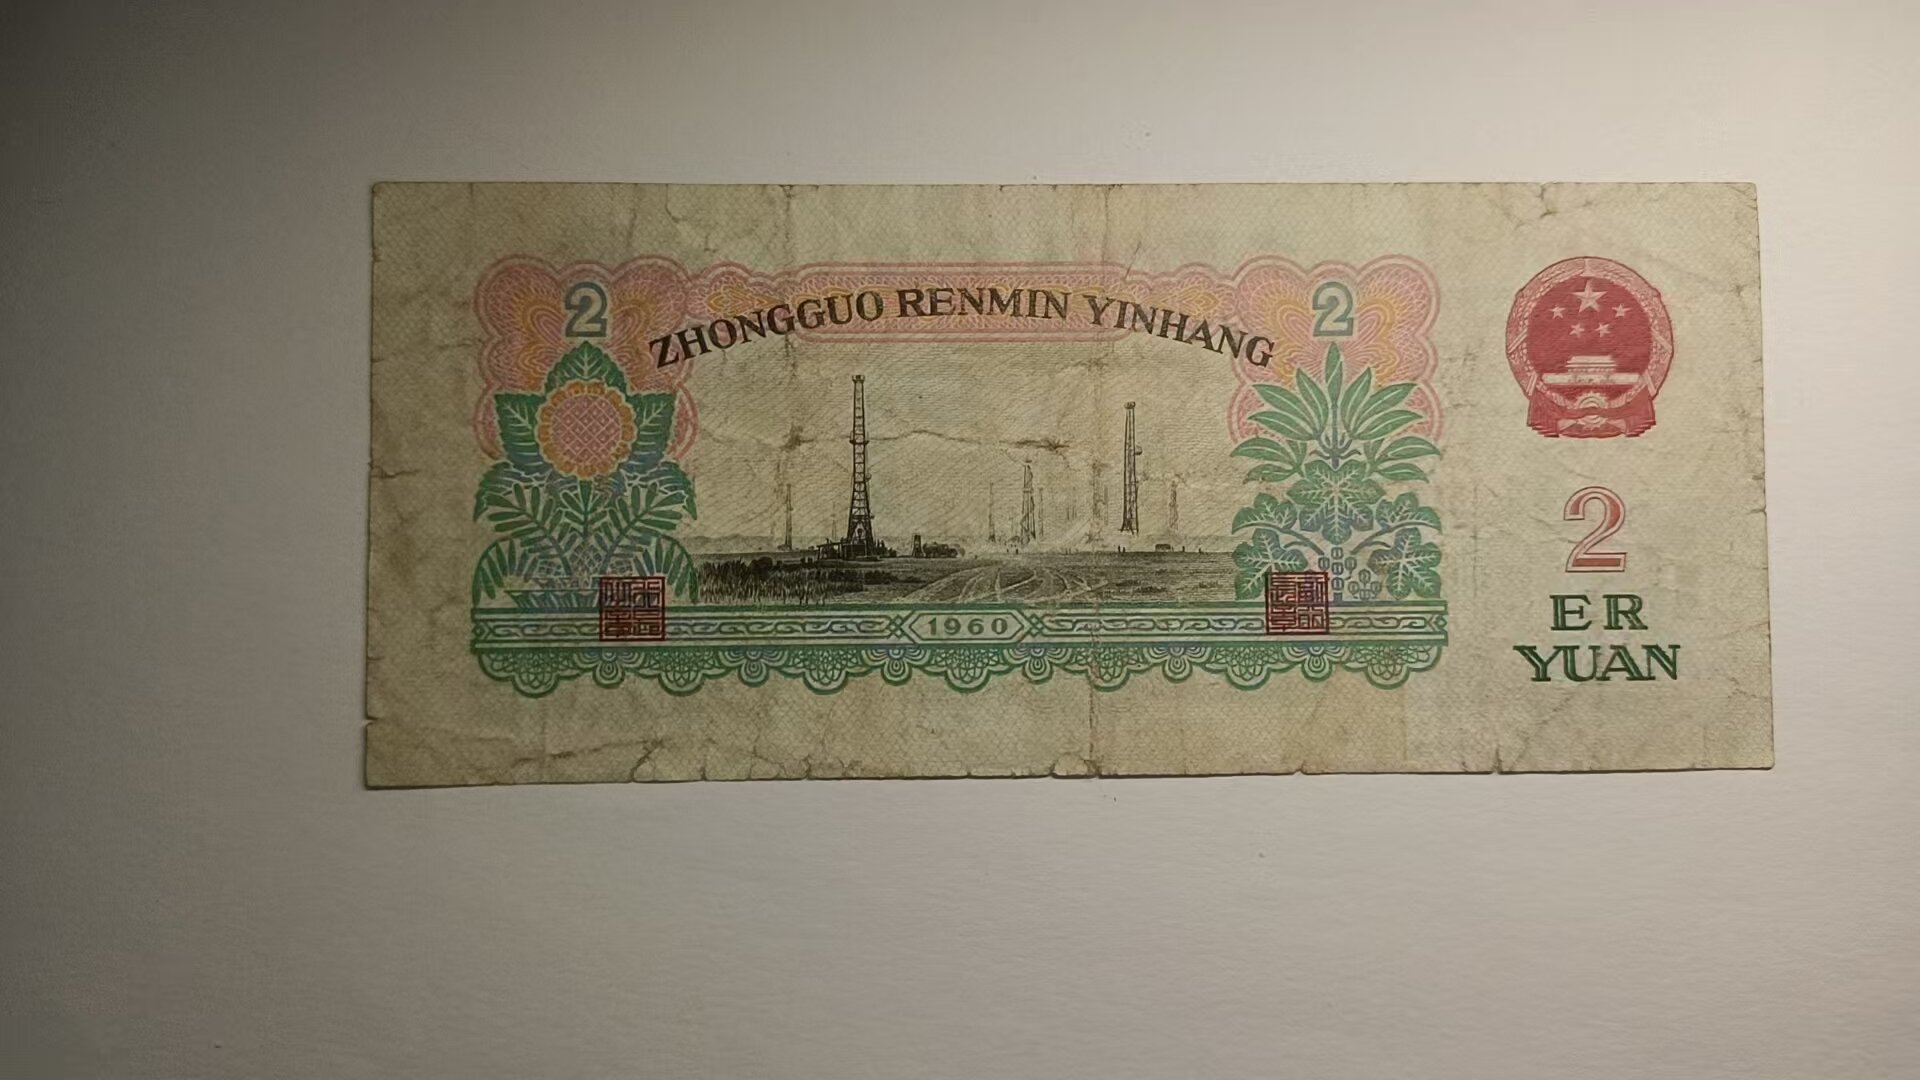 2
2
ZHONGGUO RENMIN YINHANG
1960
2
ER
YUAN